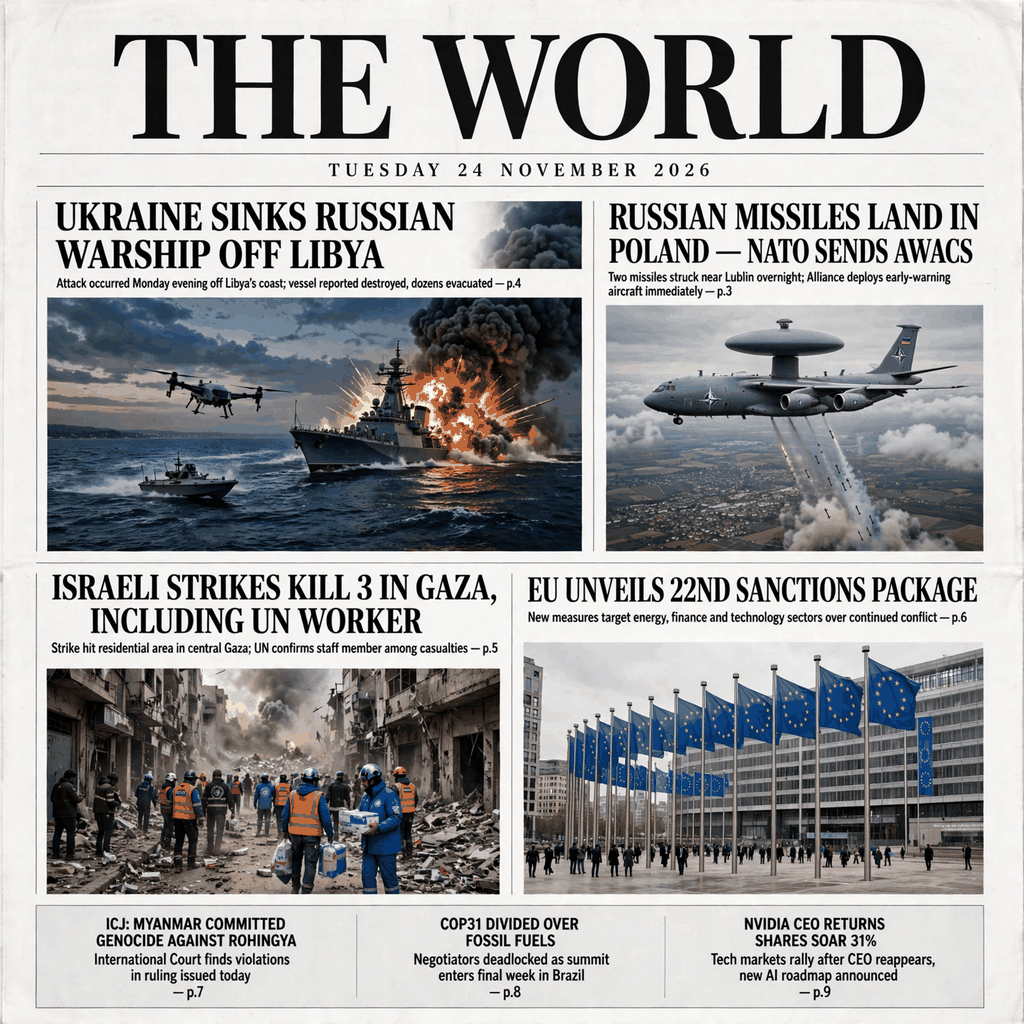 THE WORLD
TUESDAY 24 NOVEMBER 2026
UKRAINE SINKS RUSSIAN
WARSHIP OFF LIBYA
Attack occurred Monday evening off Libya's coast; vessel reported destroyed, dozens evacuated — p.4
RUSSIAN MISSILES LAND IN
POLAND — NATO SENDS AWACS
Two missiles struck near Lublin overnight; Alliance deploys early-warning
aircraft immediately — p.3
ISRAELI STRIKES KILL 3 IN GAZA,
INCLUDING UN WORKER
Strike hit residential area in central Gaza; UN confirms staff member among casualties — p.5
EU UNVEILS 22ND SANCTIONS PACKAGE
New measures target energy, finance and technology sectors over continued conflict — p.6
ICJ: MYANMAR COMMITTED
GENOCIDE AGAINST ROHINGYA
International Court finds violations
in ruling issued today
— p.7
COP31 DIVIDED OVER
FOSSIL FUELS
Negotiators deadlocked as summit
enters final week in Brazil
— p.8
NVIDIA CEO RETURNS
SHARES SOAR 31%
Tech markets rally after CEO reappears,
new AI roadmap announced
— p.9